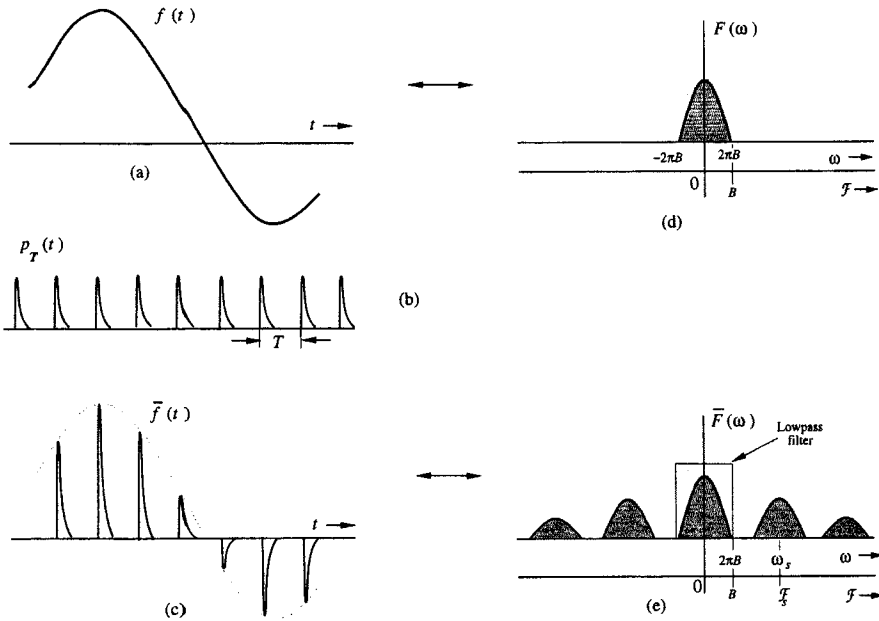 f (t)
t
(a)
p_T (t)
T
(b)
f̅ (t)
t
(c)
F (ω)
−2πB
2πB
ω
0
B
ℱ
(d)
F̅ (ω)
Lowpass
filter
2πB
ω_s
ω
0
B
ℱ_s
ℱ
(e)